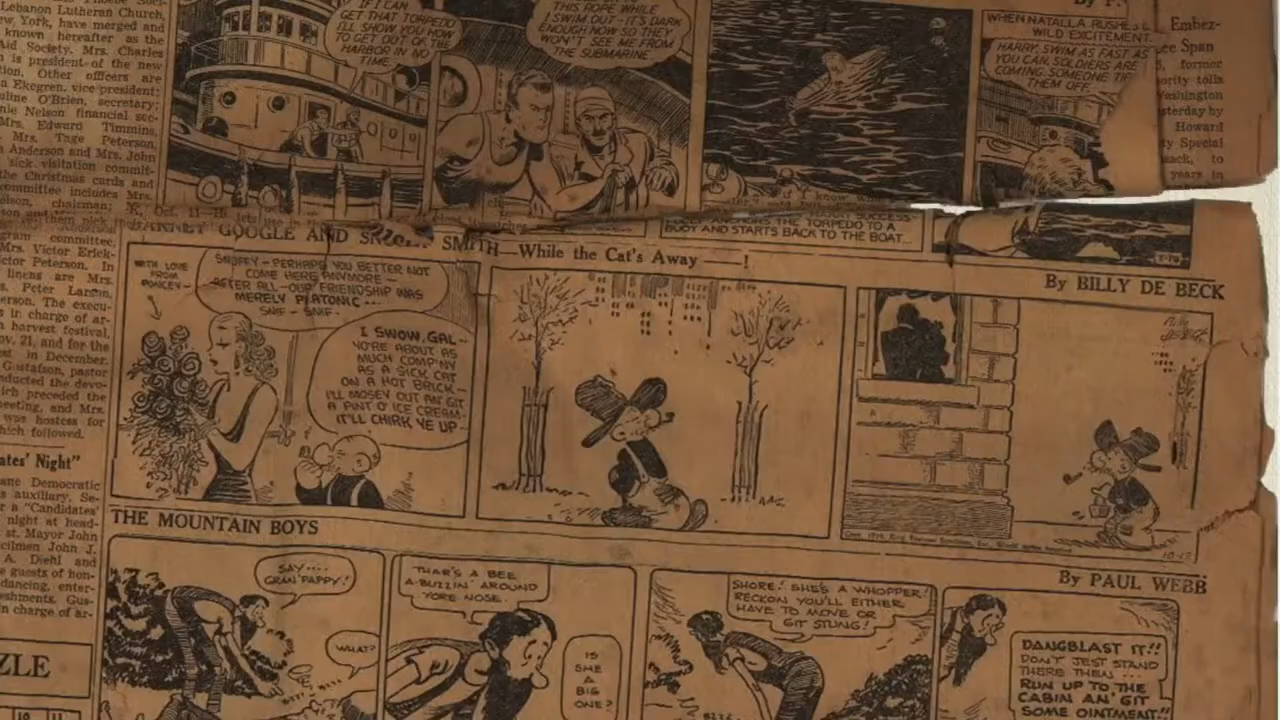 Lebanon Lutheran Church,
have merged and
known hereafter as the
Aid Society. Mrs. Charles
is president of the new
Other officers are
Ekegren, vice president;
O'Brien, secretary;
Nelson financial sec-
Mrs. Edward Timmins,
Mrs. Tage Peterson,
Anderson and Mrs. John
sick visitation commit-
the Christmas cards and
committee includes Mrs.
chairman;
committee,
Mrs. Victor Erick-
Peterson. In
linens are Mrs.
Peter Larson,
The execu-
in charge of ar-
harvest festival,
21, and for the
in December.
Gustafson, pastor
the devo-
preceded the
and Mrs.
was hostess for
followed.
Night"
Democratic
auxiliary, Se-
a "Candidates'
night at head-
st. Mayor John
John J.
A. Diehl and
guests of hon-
dancing, enter-
Gus-
in charge of ar-
IF I CAN
GET THAT TORPEDO
I'LL SHOW YOU HOW
TO GET OUT OF THE
HARBOR IN
TIME
THIS ROPE WHILE
I SWIM OUT - IT'S DARK
ENOUGH NOW SO THEY
WON'T SEE ME FROM
THE SUBMARINE
WHEN NATALLA RUSHES
WILD EXCITEMENT.
HARRY, SWIM AS FAST AS
YOU CAN. SOLDIERS ARE
COMING. SOMEONE
THEM OFF.
Embez-
Span
former
tolls
Washington
by
Howard
Special
to
years in
Oct. 11
THE TORPEDO TO A
BUOY AND STARTS BACK TO THE BOAT...
GOOGLE AND SMITH—While the Cat's Away ——!
By BILLY DE BECK
WITH LOVE
FROM
PONCEY-
SNUFFY - PERHAPS YOU BETTER NOT
COME HERE ANYMORE -
AFTER ALL - OUR FRIENDSHIP WAS
MERELY PLATONIC --
SNIF - SNIF -
I SWOW, GAL -
YO'RE ABOUT AS
MUCH COMP'NY
AS A SICK CAT
ON A HOT BRICK -
I'LL MOSEY OUT AN' GIT
A PINT O' ICE CREAM -
IT'LL CHIRK YE UP -
THE MOUNTAIN BOYS
By PAUL WEBB
SAY....
GRAN'PAPPY!
WHAT?
THAR'S A BEE
A-BUZZIN' AROUND
YORE NOSE.
IS
SHE
A
BIG
ONE?
SHORE! SHE'S A WHOPPER!
RECKON YOU'LL EITHER
HAVE TO MOVE OR
GIT STUNG!
DANGBLAST IT!!
DON'T JEST STAND
THERE THEN ...
RUN UP TO THE
CABIN AN' GIT
SOME OINTMENT!"